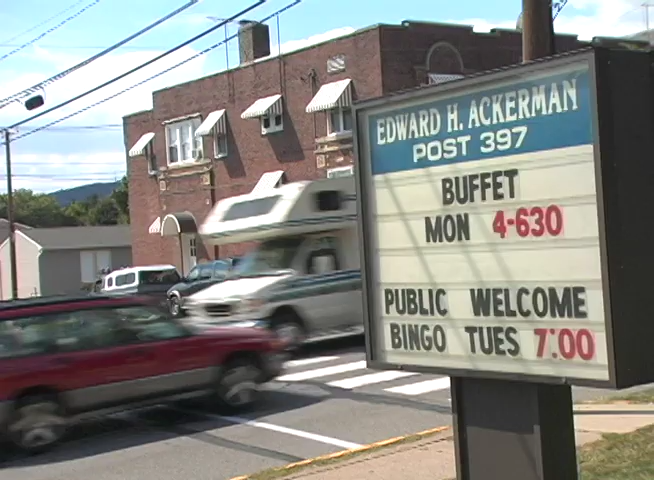 EDWARD H. ACKERMAN
POST 397
BUFFET
MON 4-630
PUBLIC WELCOME
BINGO TUES 7:00